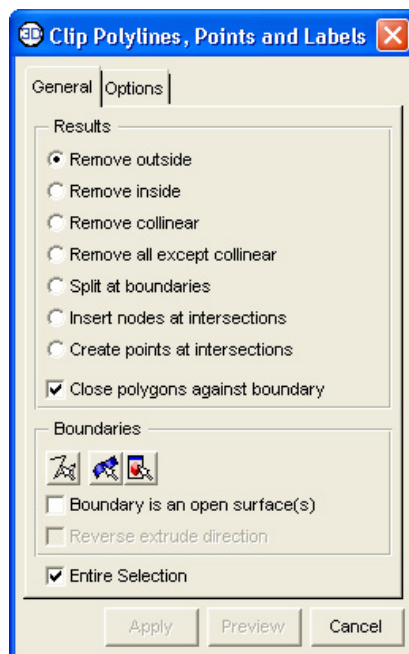 3D Clip Polylines, Points and Labels
General Options
Results
Remove outside
Remove inside
Remove collinear
Remove all except collinear
Split at boundaries
Insert nodes at intersections
Create points at intersections
Close polygons against boundary
Boundaries
Boundary is an open surface(s)
Reverse extrude direction
Entire Selection
Apply Preview Cancel